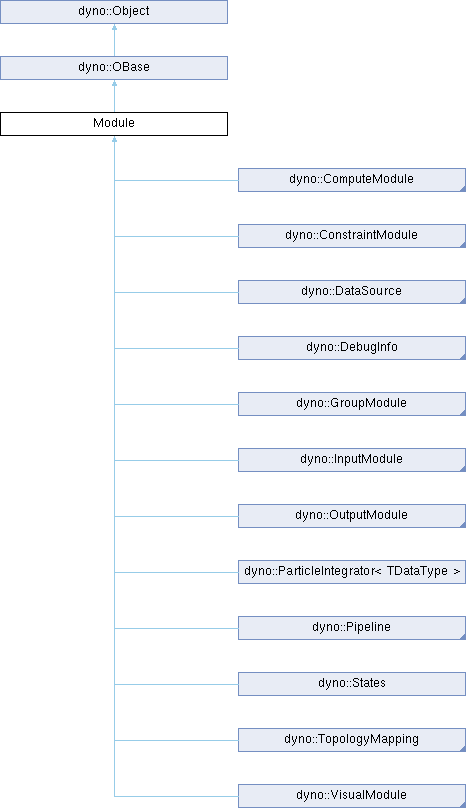 dyno::Object
dyno::OBase
Module
dyno::ComputeModule
dyno::ConstraintModule
dyno::DataSource
dyno::DebugInfo
dyno::GroupModule
dyno::InputModule
dyno::OutputModule
dyno::ParticleIntegrator< TDataType >
dyno::Pipeline
dyno::States
dyno::TopologyMapping
dyno::VisualModule